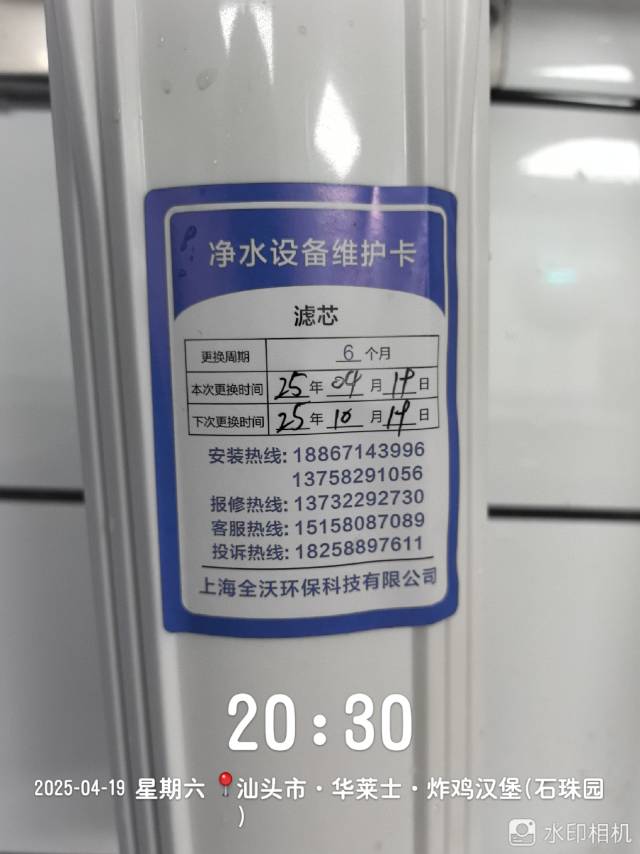 净水设备维护卡
滤芯
更换周期 6 个月
本次更换时间 25 年 04 月 19 日
下次更换时间 25 年 10 月 19 日
安装热线: 18867143996
13758291056
报修热线: 13732292730
客服热线: 15158087089
投诉热线: 18258897611
上海全沃环保科技有限公司
20:30
2025-04-19 星期六 📍汕头市·华莱士·炸鸡汉堡(石珠园
)
水印相机